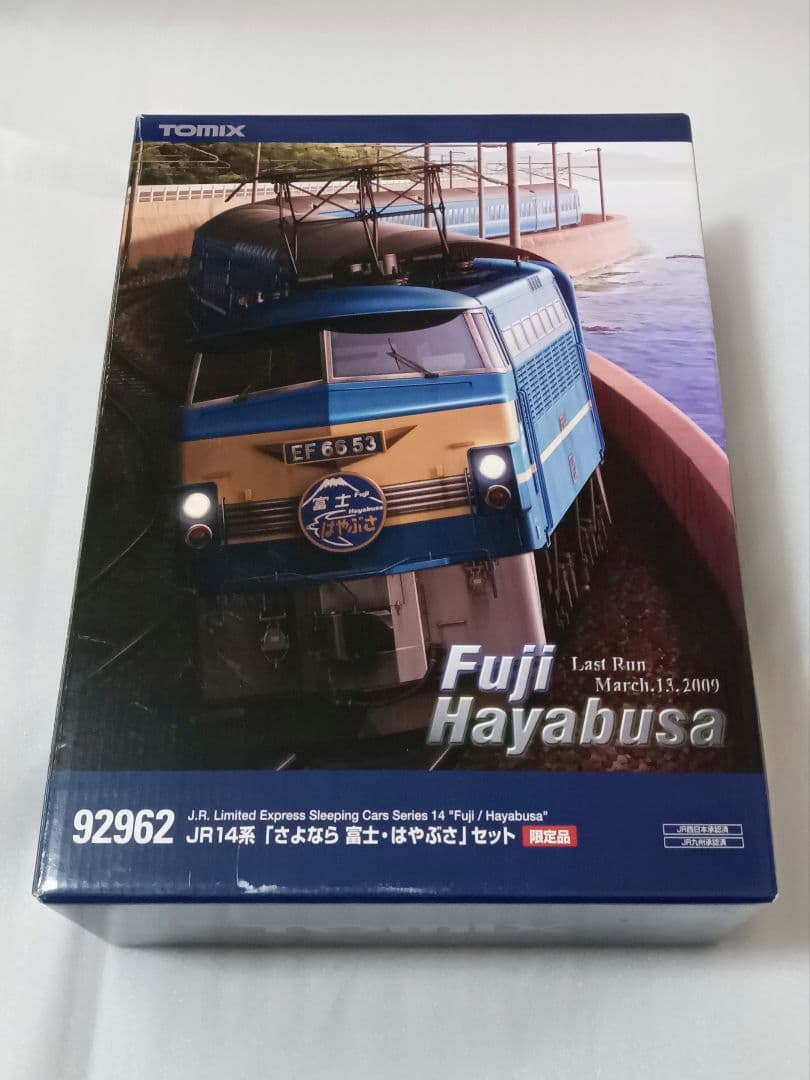 TOMIX
EF 66 53
富士 Fuji
Hayabusa
はやぶさ
Fuji
Hayabusa
Last Run
March.13.2009
92962
J.R. Limited Express Sleeping Cars Series 14 "Fuji / Hayabusa"
JR14系「さよなら 富士・はやぶさ」セット 限定品
JR西日本承認済
JR九州承認済